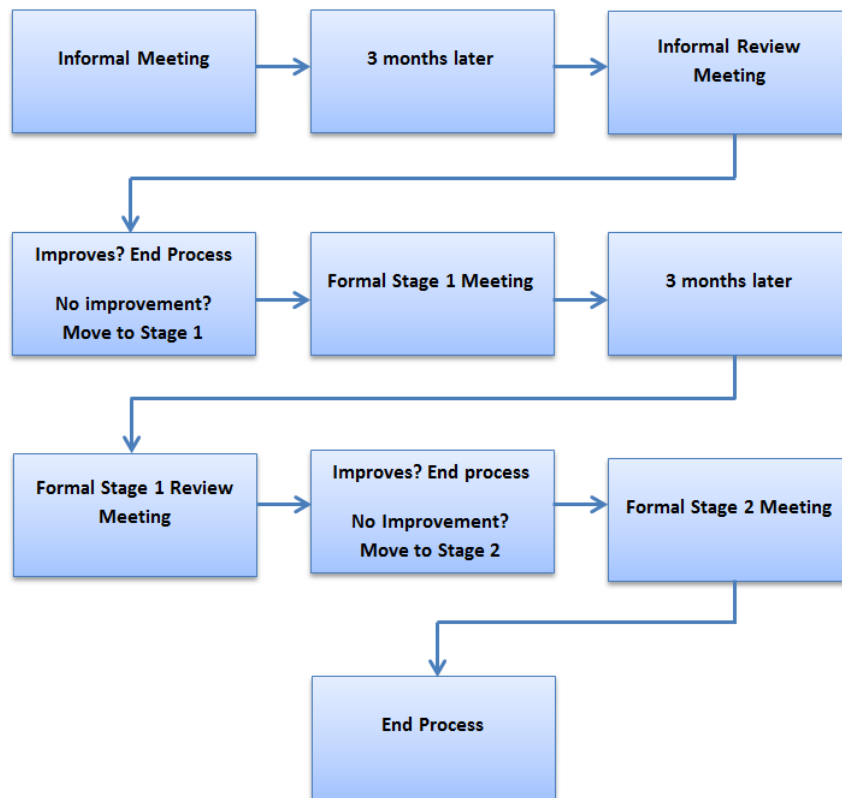 Informal Meeting
3 months later
Informal Review
Meeting
Improves? End Process
No improvement?
Move to Stage 1
Formal Stage 1 Meeting
3 months later
Formal Stage 1 Review
Meeting
Improves? End process
No Improvement?
Move to Stage 2
Formal Stage 2 Meeting
End Process